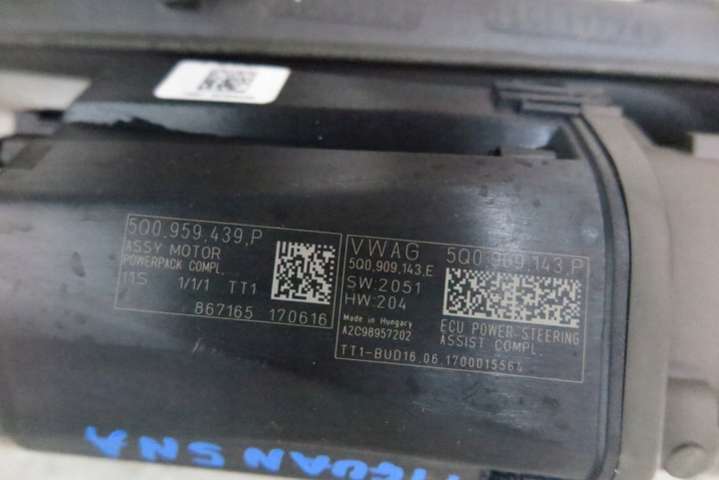 5Q0.959.439.P
ASSY MOTOR
POWERPACK COMPL.
I1S 1/1/1 TT1
867165 170616
VWAG 5Q0.909.143.P
5Q0.909.143.E
SW:2051
HW:204
Made in Hungary
A2C98957202
ECU POWER-STEERING
ASSIST COMPL.
TT1-BUD16.06.1700015564
TIGUAN 5NA